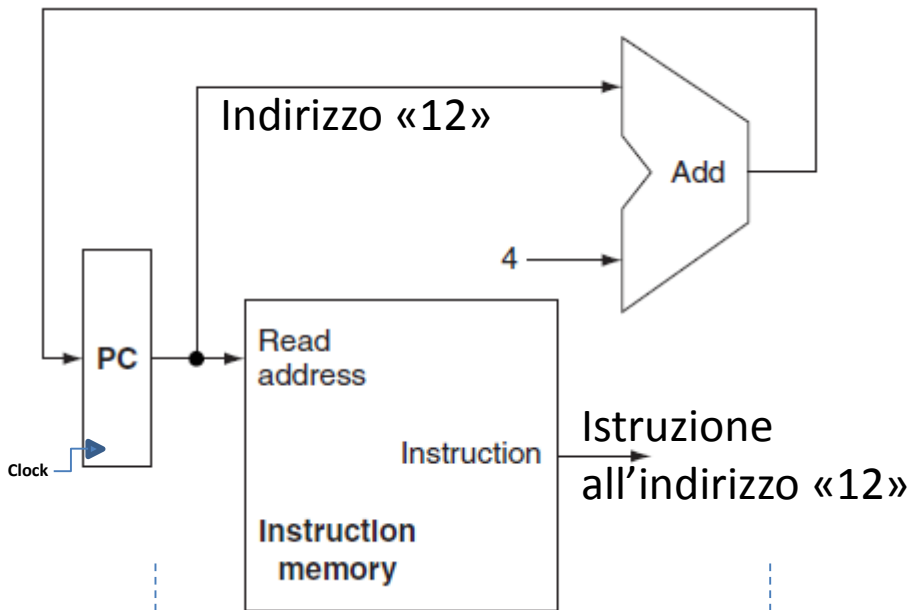 Indirizzo «12»
Add
4
PC
Read
address
Clock
Instruction
Istruzione
all’indirizzo «12»
Instruction
memory